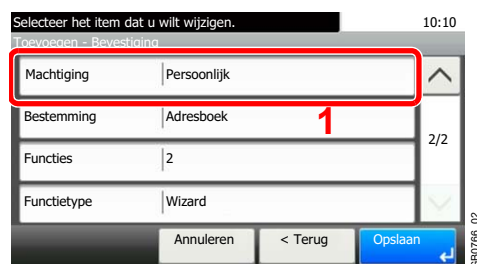 Selecteer het item dat u wilt wijzigen. 10:10
Toevoegen - Bevestiging
Machtiging Persoonlijk
Bestemming Adresboek
1
2/2
Functies 2
Functietype Wizard
Annuleren < Terug Opslaan
GB0766_02